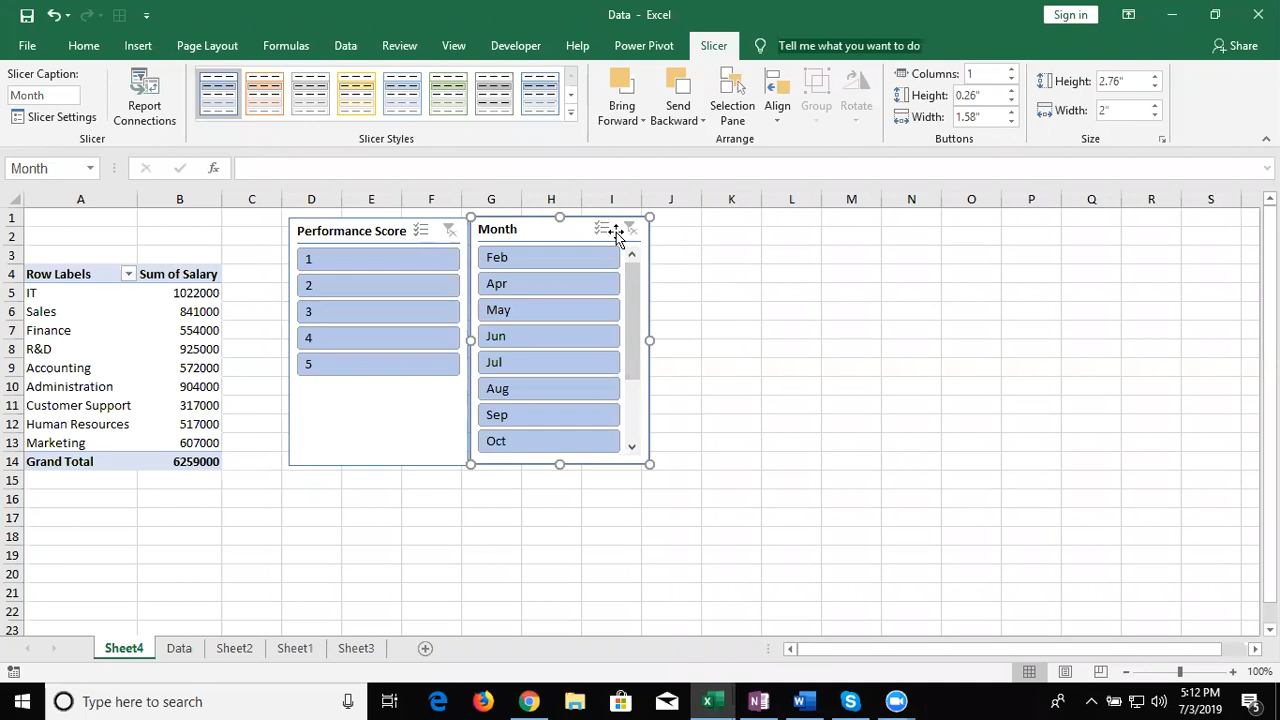 Data - Excel
Sign in
File Home Insert Page Layout Formulas Data Review View Developer Help Power Pivot Slicer Tell me what you want to do Share
Slicer Caption:
Month
Slicer Settings
Report Connections
Slicer
Slicer Styles
Bring Forward
Send Backward
Selection Pane
Align
Group
Rotate
Arrange
Columns: 1
Height: 0.26"
Width: 1.58"
Buttons
Height: 2.76"
Width: 2"
Size
Month
fx
A B C D E F G H I J K L M N O P Q R S
1
2
3
4 Row Labels Sum of Salary
5 IT 1022000
6 Sales 841000
7 Finance 554000
8 R&D 925000
9 Accounting 572000
10 Administration 904000
11 Customer Support 317000
12 Human Resources 517000
13 Marketing 607000
14 Grand Total 6259000
15
16
17
18
19
20
21
22
23
Performance Score
1
2
3
4
5
Month
Feb
Apr
May
Jun
Jul
Aug
Sep
Oct
Sheet4 Data Sheet2 Sheet1 Sheet3
100%
Type here to search
5:12 PM
7/3/2019
5